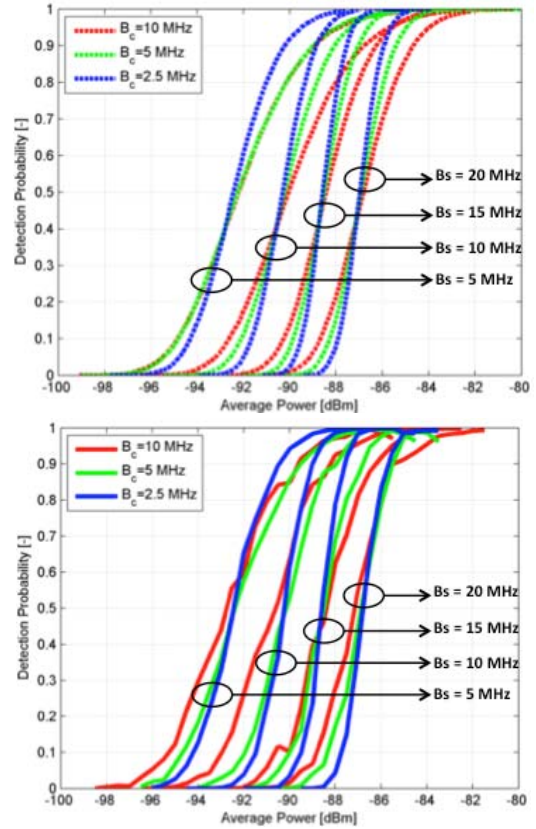 1
0.9
0.8
0.7
0.6
0.5
0.4
0.3
0.2
0.1
0
Detection Probability [-]
B_c=10 MHz
B_c=5 MHz
B_c=2.5 MHz
Bs = 20 MHz
Bs = 15 MHz
Bs = 10 MHz
Bs = 5 MHz
-100 -98 -96 -94 -92 -90 -88 -86 -84 -82 -80
Average Power [dBm]
1
0.9
0.8
0.7
0.6
0.5
0.4
0.3
0.2
0.1
0
Detection Probability [-]
B_c=10 MHz
B_c=5 MHz
B_c=2.5 MHz
Bs = 20 MHz
Bs = 15 MHz
Bs = 10 MHz
Bs = 5 MHz
-100 -98 -96 -94 -92 -90 -88 -86 -84 -82 -80
Average Power [dBm]